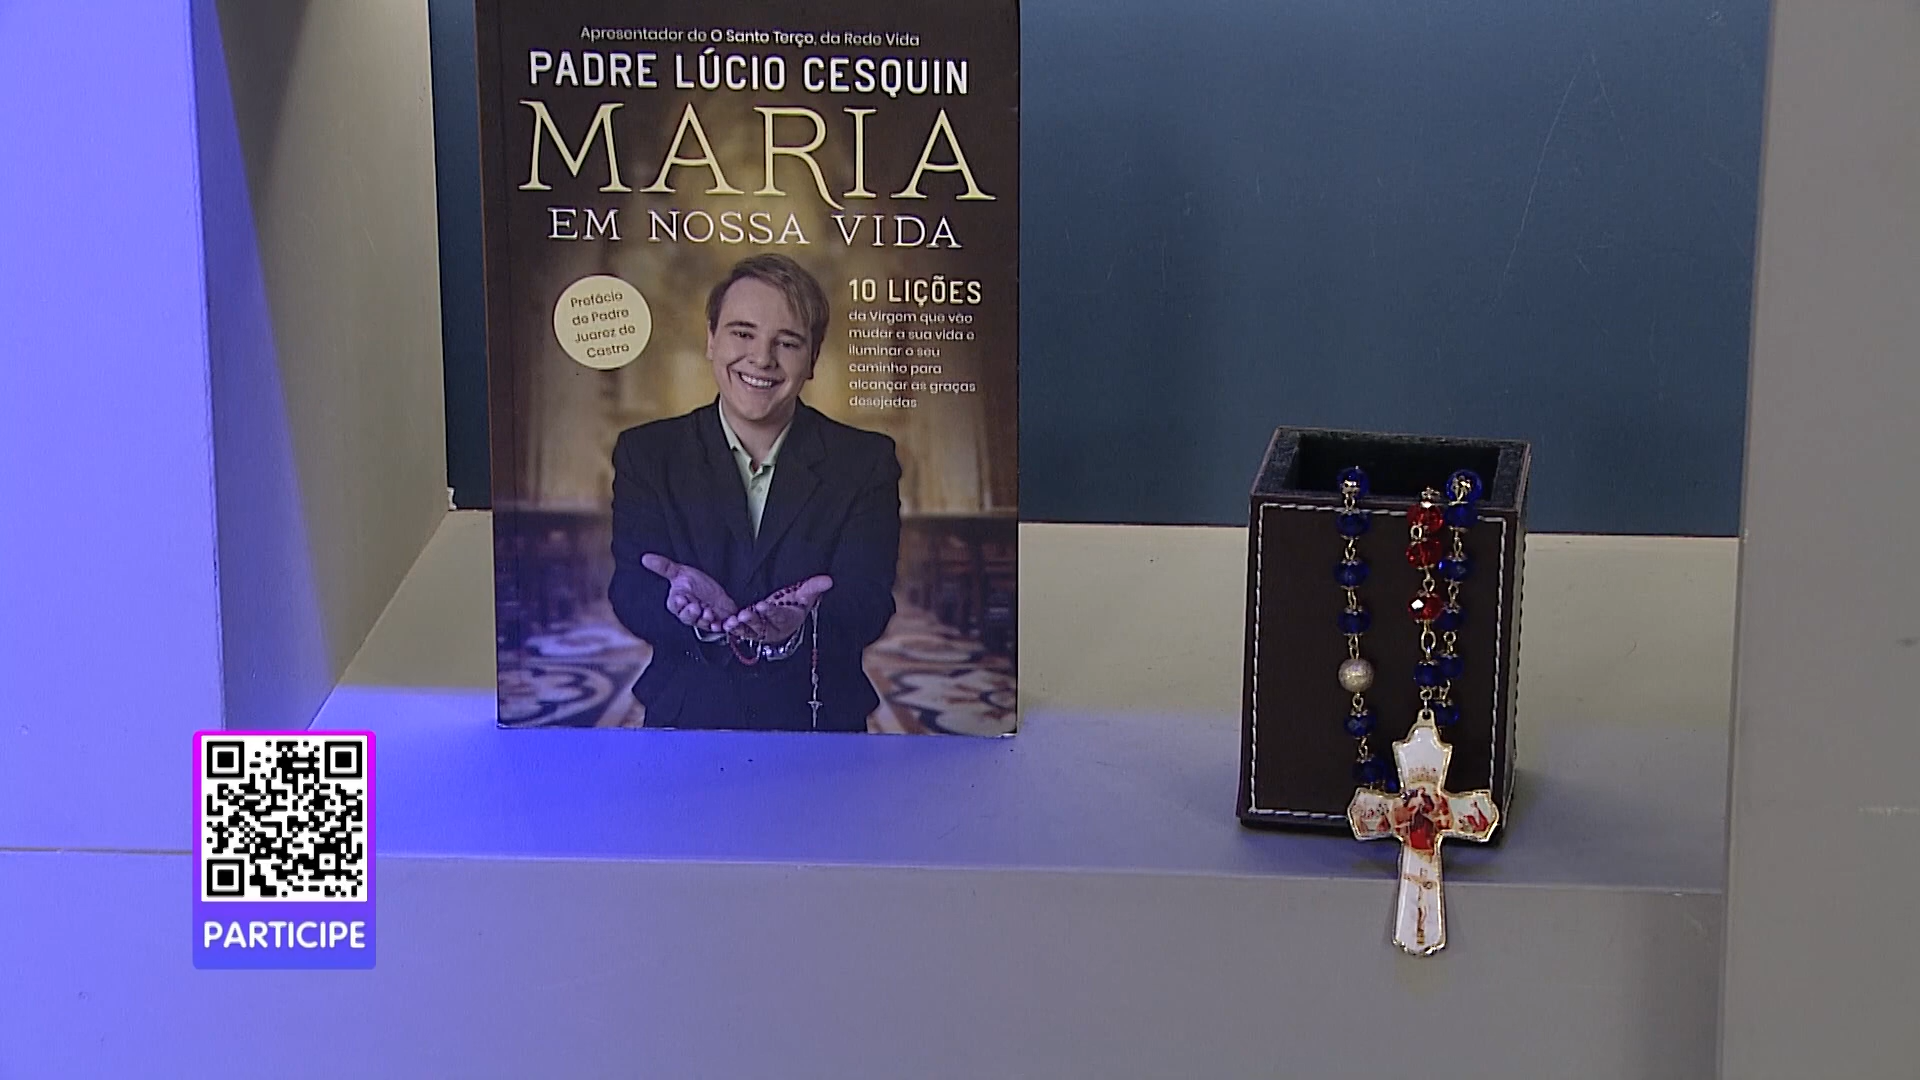 Apresentador de O Santo Terço, da Rede Vida
PADRE LÚCIO CESQUIN
MARIA
EM NOSSA VIDA
Prefácio
de Padre
Juarez de
Castro
10 LIÇÕES
da Virgem que vão
mudar a sua vida e
iluminar o seu
caminho para
alcançar as graças
desejadas
PARTICIPE